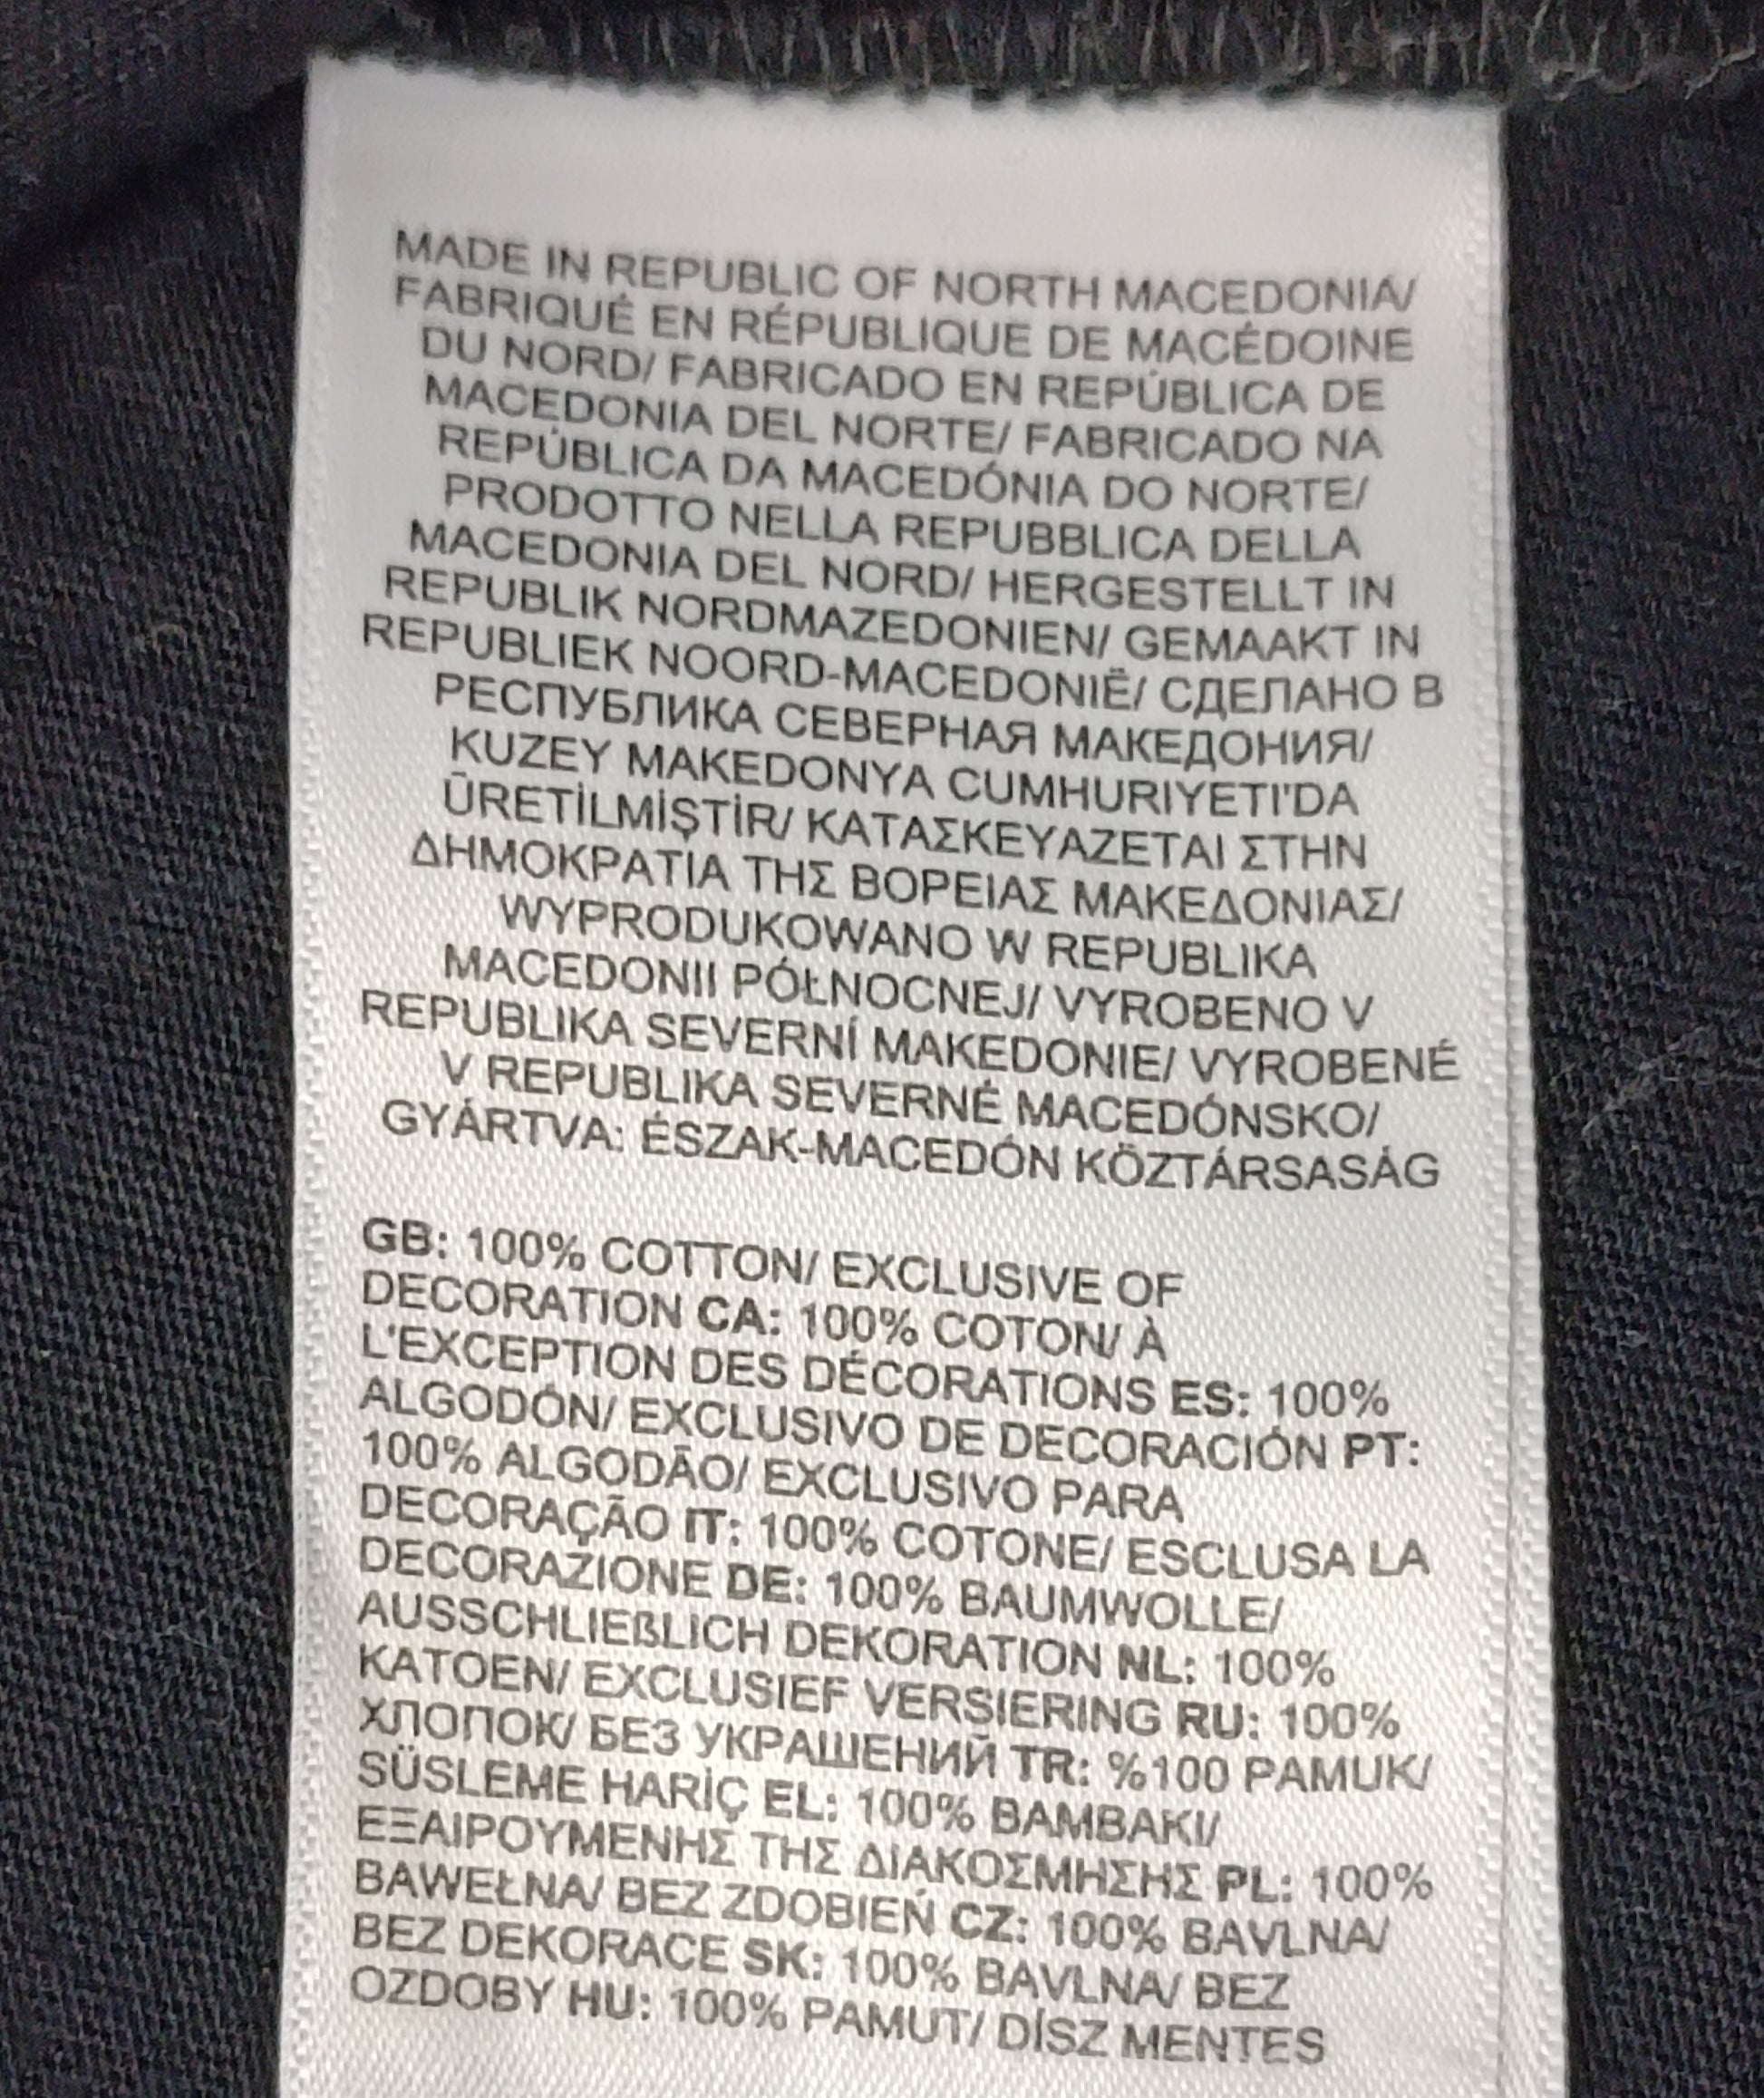 MADE IN REPUBLIC OF NORTH MACEDONIA/
FABRIQUÉ EN RÉPUBLIQUE DE MACÉDOINE
DU NORD/ FABRICADO EN REPÚBLICA DE
MACEDONIA DEL NORTE/ FABRICADO NA
REPÚBLICA DA MACEDÓNIA DO NORTE/
PRODOTTO NELLA REPUBBLICA DELLA
MACEDONIA DEL NORD/ HERGESTELLT IN
REPUBLIK NORDMAZEDONIEN/ GEMAAKT IN
REPUBLIEK NOORD-MACEDONIË/ СДЕЛАНО В
РЕСПУБЛИКА СЕВЕРНАЯ МАКЕДОНИЯ/
KUZEY MAKEDONYA CUMHURIYETI'DA
ÜRETİLMİŞTİR/ ΚΑΤΑΣΚΕΥΑΖΕΤΑΙ ΣΤΗΝ
ΔΗΜΟΚΡΑΤΙΑ ΤΗΣ ΒΟΡΕΙΑΣ ΜΑΚΕΔΟΝΙΑΣ/
WYPRODUKOWANO W REPUBLIKA
MACEDONII PÓŁNOCNEJ/ VYROBENO V
REPUBLIKA SEVERNÍ MAKEDONIE/ VYROBENÉ
V REPUBLIKA SEVERNÉ MACEDÓNSKO/
GYÁRTVA: ÉSZAK-MACEDÓN KÖZTÁRSASÁG
GB: 100% COTTON/ EXCLUSIVE OF
DECORATION CA: 100% COTON/ À
L'EXCEPTION DES DÉCORATIONS ES: 100%
ALGODÓN/ EXCLUSIVO DE DECORACIÓN PT:
100% ALGODÃO/ EXCLUSIVO PARA
DECORAÇÃO IT: 100% COTONE/ ESCLUSA LA
DECORAZIONE DE: 100% BAUMWOLLE/
AUSSCHLIEßLICH DEKORATION NL: 100%
KATOEN/ EXCLUSIEF VERSIERING RU: 100%
ХЛОПОК/ БЕЗ УКРАШЕНИЙ TR: %100 PAMUK/
SÜSLEME HARİÇ EL: 100% ΒΑΜΒΑΚΙ/
ΕΞΑΙΡΟΥΜΕΝΗΣ ΤΗΣ ΔΙΑΚΟΣΜΗΣΗΣ PL: 100%
BAWEŁNA/ BEZ ZDOBIEŃ CZ: 100% BAVLNA/
BEZ DEKORACE SK: 100% BAVLNA/ BEZ
OZDOBY HU: 100% PAMUT/ DÍSZ MENTES